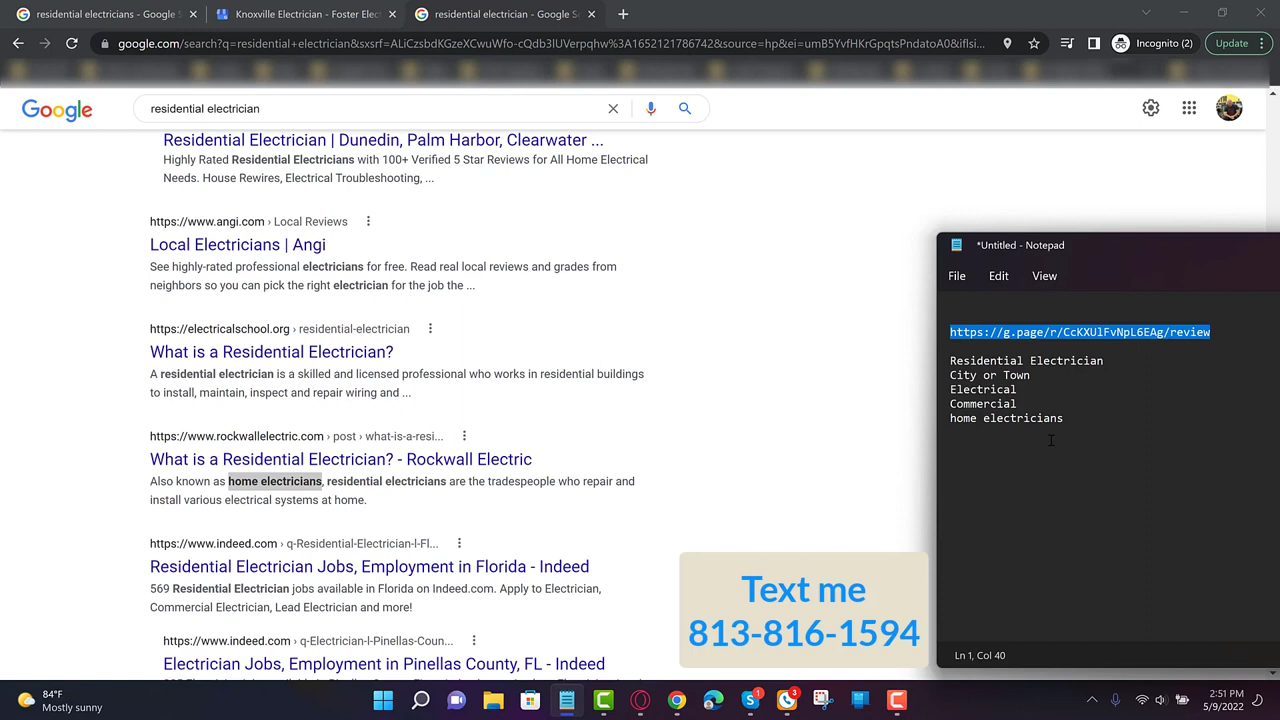 residential electricians - Google S
Knoxville Electrician - Foster Elect
residential electrician - Google Se
google.com/search?q=residential+electrician&sxsrf=ALiCzsbdKGzeXCwuWfo-cQdb3lUVerpqhw%3A1652121786742&source=hp&ei=umB5YvfHKrGpqtsPndatoA0&iflsi...
Incognito (2)
Update
Google
residential electrician
Residential Electrician | Dunedin, Palm Harbor, Clearwater ...
Highly Rated Residential Electricians with 100+ Verified 5 Star Reviews for All Home Electrical
Needs. House Rewires, Electrical Troubleshooting, ...
https://www.angi.com › Local Reviews
Local Electricians | Angi
See highly-rated professional electricians for free. Read real local reviews and grades from
neighbors so you can pick the right electrician for the job the ...
https://electricalschool.org › residential-electrician
What is a Residential Electrician?
A residential electrician is a skilled and licensed professional who works in residential buildings
to install, maintain, inspect and repair wiring and ...
https://www.rockwallelectric.com › post › what-is-a-resi...
What is a Residential Electrician? - Rockwall Electric
Also known as home electricians, residential electricians are the tradespeople who repair and
install various electrical systems at home.
https://www.indeed.com › q-Residential-Electrician-l-Fl...
Residential Electrician Jobs, Employment in Florida - Indeed
569 Residential Electrician jobs available in Florida on Indeed.com. Apply to Electrician,
Commercial Electrician, Lead Electrician and more!
https://www.indeed.com › q-Electrician-l-Pinellas-Coun...
Electrician Jobs, Employment in Pinellas County, FL - Indeed
*Untitled - Notepad
File Edit View
https://g.page/r/CcKXUlFvNpL6EAg/review
Residential Electrician
City or Town
Electrical
Commercial
home electricians
Ln 1, Col 40
Text me
813-816-1594
84°F
Mostly sunny
1
3
2:51 PM
5/9/2022